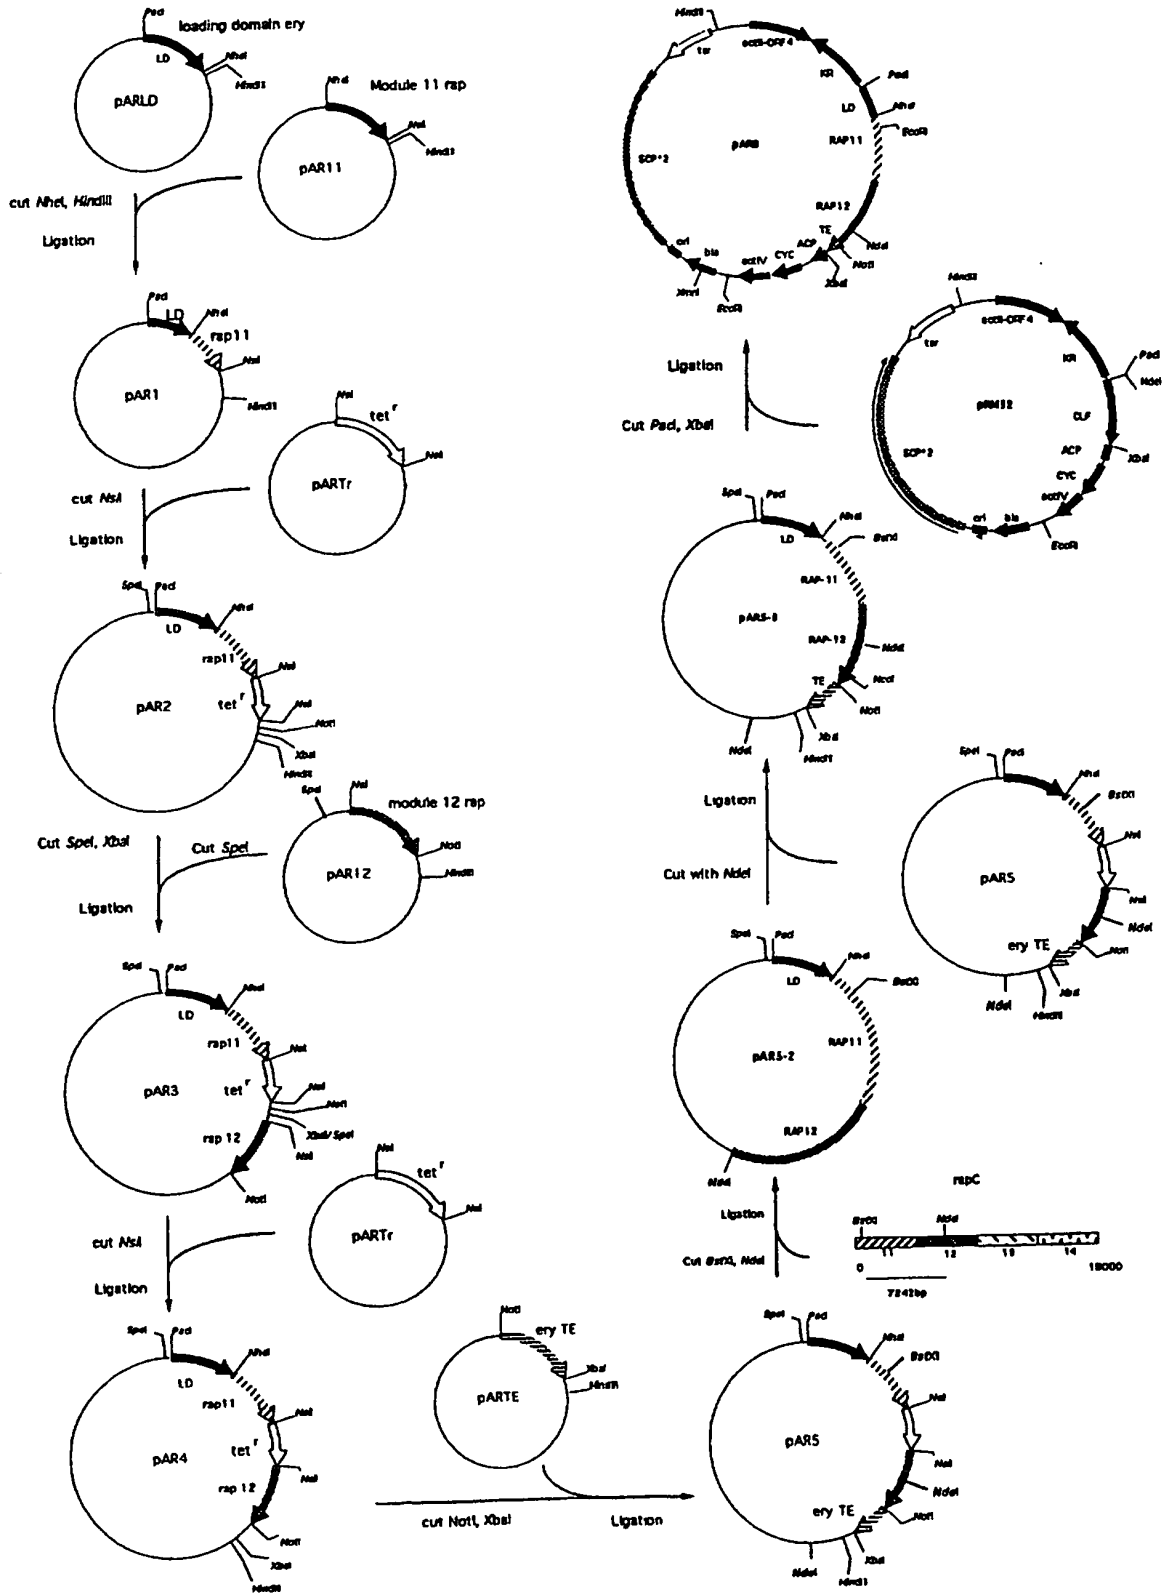 PacI
loading domain ery
LD
NheI
HindIII
pARLD
NheI
Module 11 rap
NsiI
HindIII
pAR11
cut NheI, HindIII
Ligation
PacI
LD
NheI
rap11
NsiI
HindIII
pAR1
NsiI
tet r
NsiI
pARTr
cut NsiI
Ligation
SpeI
PacI
NheI
LD
rap11
NsiI
tet r
NsiI
NotI
XbaI
HindIII
pAR2
SpeI
NsiI
module 12 rap
NotI
HindIII
pAR12
Cut SpeI, XbaI
Cut SpeI
Ligation
SpeI
PacI
NheI
LD
rap11
NsiI
tet r
NsiI
NotI
XbaI/SpeI
NsiI
rap 12
NotI
pAR3
NsiI
tet r
NsiI
pARTr
cut NsiI
Ligation
SpeI
PacI
NheI
LD
rap11
NsiI
tet r
NsiI
rap 12
NotI
XbaI
HindIII
pAR4
NotI
ery TE
XbaI
HindIII
pARTE
cut NotI, XbaI
Ligation
SpeI
PacI
NheI
BstXI
NsiI
NsiI
NdeI
NotI
ery TE
XbaI
HindIII
NdeI
pAR5
rapC
BstXI
NdeI
11
12
13
14
0
18000
7242bp
Ligation
Cut BstXI, NdeI
SpeI
PacI
NheI
LD
BstXI
RAP11
pAR5-2
RAP12
NdeI
SpeI
PacI
NheI
BstXI
NsiI
NsiI
NdeI
NotI
ery TE
XbaI
HindIII
NdeI
pAR5
Ligation
Cut with NdeI
SpeI
PacI
NheI
LD
BstXI
RAP-11
RAP-12
NdeI
NcoI
NotI
TE
XbaI
HindIII
NdeI
HindIII
actII-ORF4
tsr
KR
PacI
NdeI
CLF
ACP
XbaI
CYC
actIV
EcoRI
bla
ori
SCP*2
pRM52
Ligation
Cut PacI, XbaI
HindIII
actII-ORF4
tsr
KR
PacI
LD
NheI
EcoRI
RAP11
RAP12
TE
NdeI
NotI
ACP
XbaI
CYC
actIV
EcoRI
bla
XmnI
ori
SCP*2